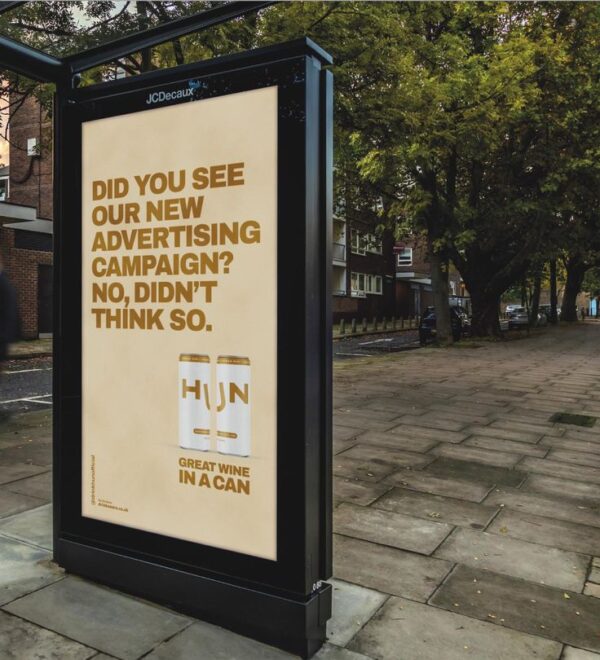 JCDecaux
DID YOU SEE
OUR NEW
ADVERTISING
CAMPAIGN?
NO, DIDN'T
THINK SO.
HUN
GREAT WINE
IN A CAN